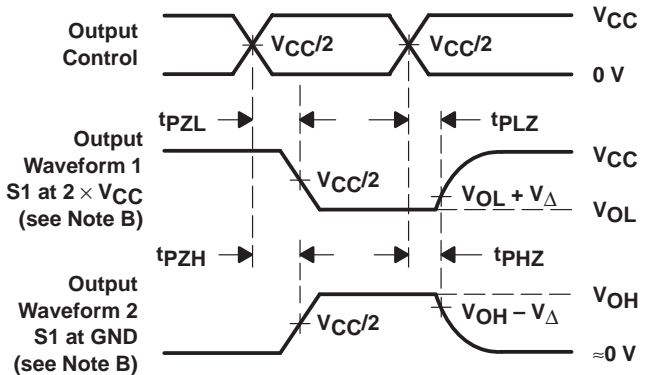 Output
Control
VCC/2
VCC/2
VCC
0 V
tPZL
tPLZ
Output
Waveform 1
S1 at 2 × VCC
(see Note B)
VCC/2
VOL + VΔ
VCC
VOL
tPZH
tPHZ
Output
Waveform 2
S1 at GND
(see Note B)
VCC/2
VOH – VΔ
VOH
≈0 V